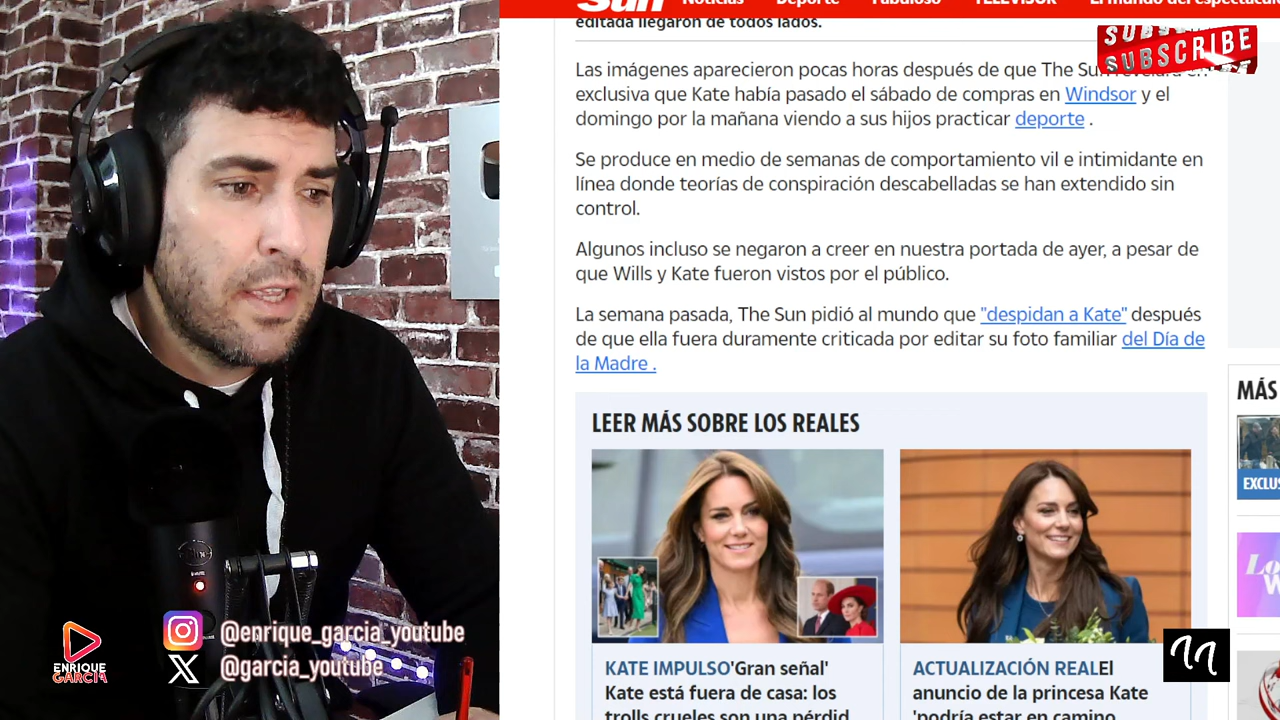 Sun Noticias Deporte Fabuloso TELEVISOR El mundo del espectáculo
editada llegaron de todos lados.
SUBSCRIBE
Las imágenes aparecieron pocas horas después de que The Sun
exclusiva que Kate había pasado el sábado de compras en Windsor y el
domingo por la mañana viendo a sus hijos practicar deporte .
Se produce en medio de semanas de comportamiento vil e intimidante en
línea donde teorías de conspiración descabelladas se han extendido sin
control.
Algunos incluso se negaron a creer en nuestra portada de ayer, a pesar de
que Wills y Kate fueron vistos por el público.
La semana pasada, The Sun pidió al mundo que "despidan a Kate" después
de que ella fuera duramente criticada por editar su foto familiar del Día de
la Madre .
MÁS
LEER MÁS SOBRE LOS REALES
EXCLUS
KATE IMPULSO'Gran señal'
Kate está fuera de casa: los
trolls crueles son una pérdid
ACTUALIZACIÓN REALEl
anuncio de la princesa Kate
'podría estar en camino
@enrique_garcia_youtube
@garcia_youtube
ENRIQUE
GARCIA